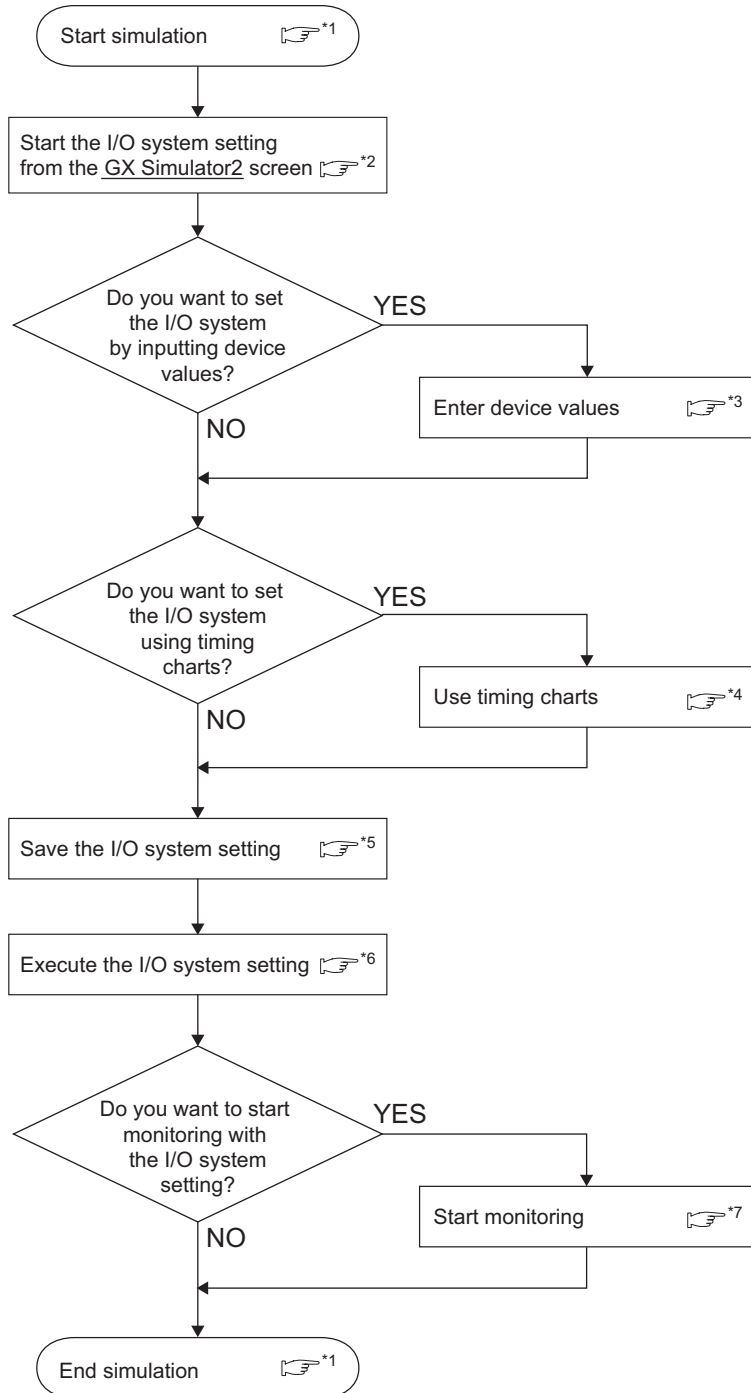 Start simulation *1
Start the I/O system setting
from the GX Simulator2 screen *2
Do you want to set
the I/O system
by inputting device
values?
YES
Enter device values *3
NO
Do you want to set
the I/O system
using timing
charts?
YES
Use timing charts *4
NO
Save the I/O system setting *5
Execute the I/O system setting *6
Do you want to start
monitoring with
the I/O system
setting?
YES
Start monitoring *7
NO
End simulation *1